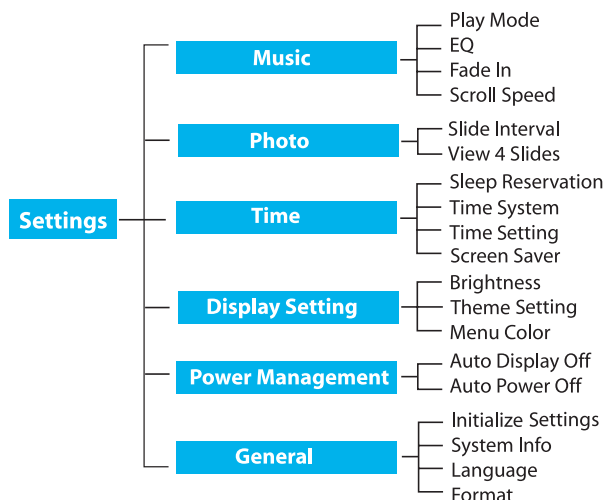 Settings
Music
Play Mode
EQ
Fade In
Scroll Speed
Photo
Slide Interval
View 4 Slides
Time
Sleep Reservation
Time System
Time Setting
Screen Saver
Display Setting
Brightness
Theme Setting
Menu Color
Power Management
Auto Display Off
Auto Power Off
General
Initialize Settings
System Info
Language
Format